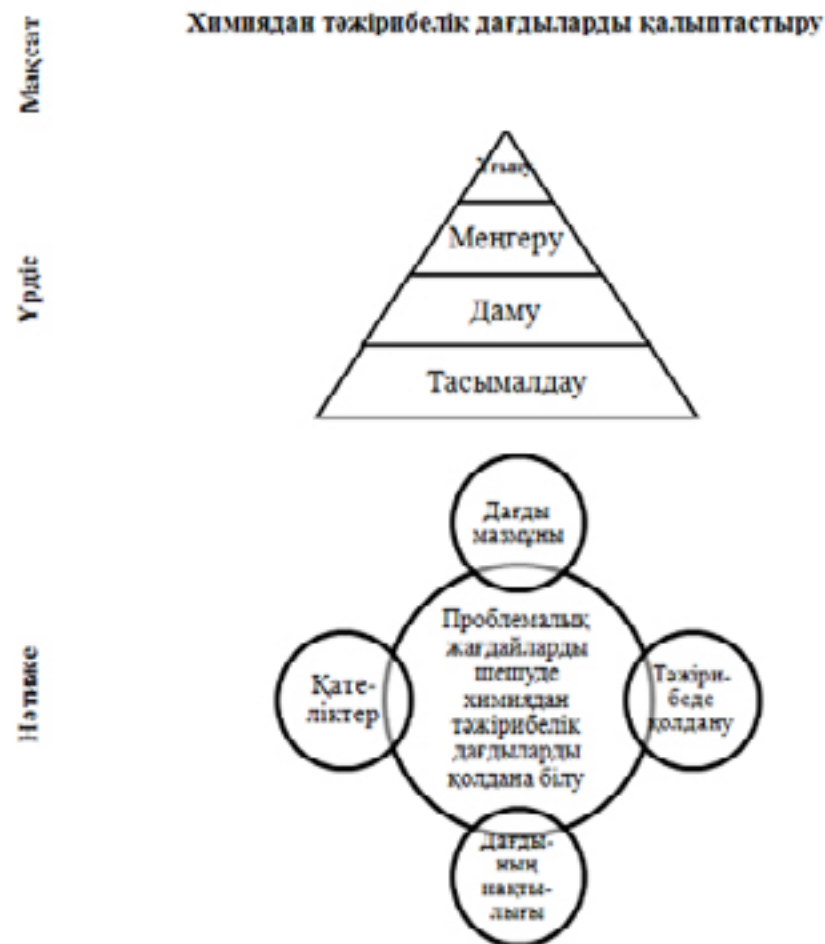 Химиядан тәжірибелік дағдыларды қалыптастыру
Мақсат
Ұғыну
Меңгеру
Үрдіс
Даму
Тасымалдау
Дағды
мазмұны
Проблемалық
жағдайларды
шешуде
химиядан
тәжірибелік
дағдыларды
қолдана білу
Қате-
ліктер
Тәжіри-
беде
қолдану
Нәтиже
Дағды-
ның
нақты-
лығы